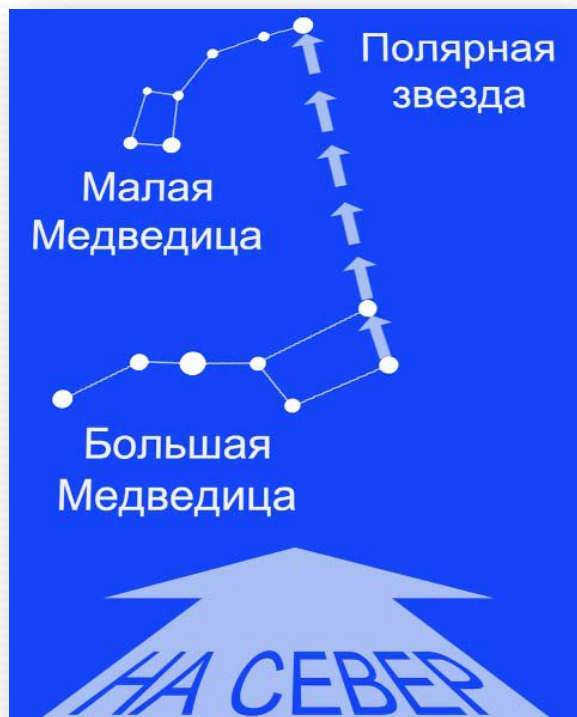 Полярная
звезда
Малая
Медведица
Большая
Медведица
НА СЕВЕР